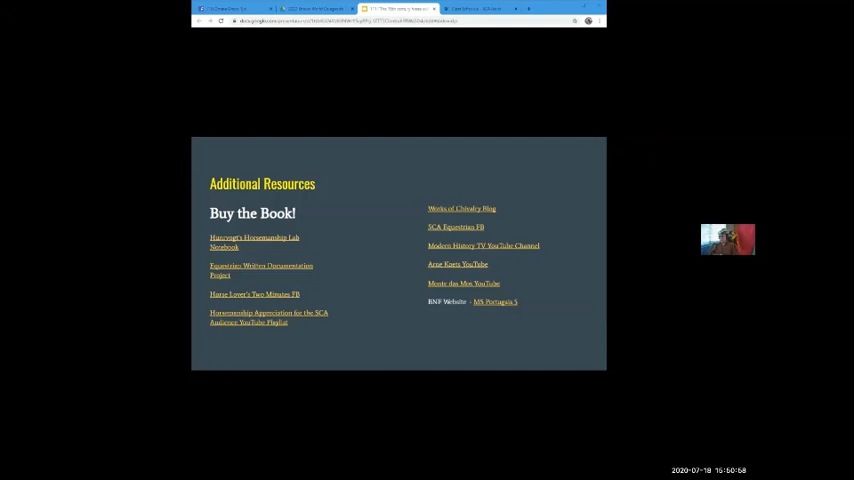 Additional Resources
Buy the Book!
Horsemanship Lab
Notebook
Equestrian Written Documentation
Project
Horse Lover's Two Minutes FB
Horsemanship Appreciation for the SCA
Audience YouTube Playlist
Works of Chivalry Blog
SCA Equestrian FB
Modern History TV YouTube Channel
Arne Koets YouTube
Monte das Mos YouTube
BNF Website - MS Portugais 5
2020-07-18 15:50:58